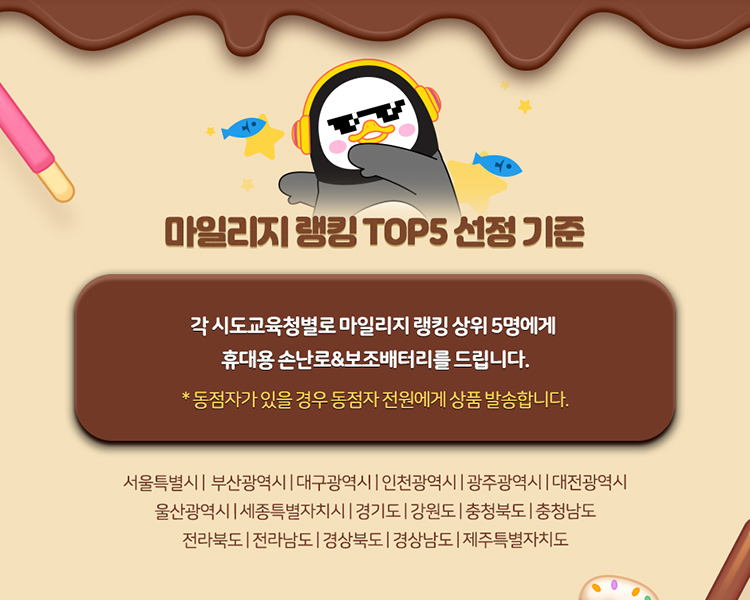 마일리지 랭킹 TOP5 선정 기준
각 시도교육청별로 마일리지 랭킹 상위 5명에게
휴대용 손난로&보조배터리를 드립니다.
* 동점자가 있을 경우 동점자 전원에게 상품 발송합니다.
서울특별시 | 부산광역시 | 대구광역시 | 인천광역시 | 광주광역시 | 대전광역시
울산광역시 | 세종특별자치시 | 경기도 | 강원도 | 충청북도 | 충청남도
전라북도 | 전라남도 | 경상북도 | 경상남도 | 제주특별자치도